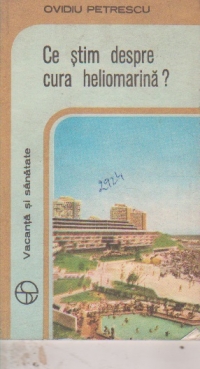 OVIDIU PETRESCU
Ce știm despre
cura heliomarină?
Vacanță și sănătate
2924